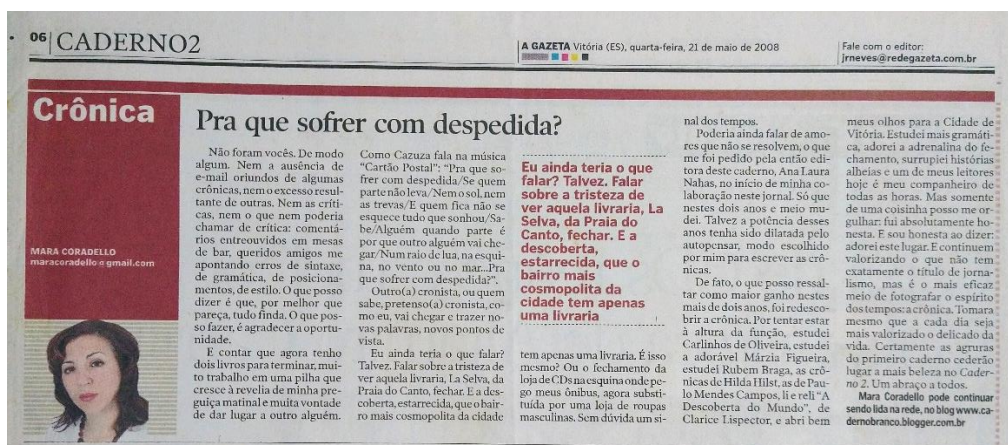 06 CADERNO2
A GAZETA Vitória (ES), quarta-feira, 21 de maio de 2008
Fale com o editor:
jrneves@redegazeta.com.br
Crônica
MARA CORADELLO
maracoradello@gmail.com
Pra que sofrer com despedida?
Não foram vocês. De modo
algum. Nem a ausência de
e-mail oriundos de algumas
crônicas, nem o excesso resul-
tante de outras. Nem as críti-
cas, nem o que nem poderia
chamar de crítica: comentá-
rios entreouvidos em mesas
de bar, queridos amigos me
apontando erros de sintaxe,
de gramática, de posiciona-
mentos, de estilo. O que posso
dizer é que, por melhor que
pareça, tudo finda. O que pos-
so fazer, é agradecer a oportu-
nidade.
E contar que agora tenho
dois livros para terminar, mui-
to trabalho em uma pilha que
cresce à revelia de minha pre-
guiça matinal e muita vontade
de dar lugar a outro alguém.
Como Cazuza fala na música
"Cartão Postal": "Pra que so-
frer com despedida/Se quem
parte não leva/Nem o sol, nem
as trevas/E quem fica não se
esquece tudo que sonhou/Sa-
be/Alguém quando parte é
por que outro alguém vai che-
gar/Num raio de lua, na esqui-
na, no vento ou no mar...Pra
que sofrer com despedida?".
Outro(a) cronista, ou quem
sabe, pretenso(a) cronista, co-
mo eu, vai chegar e trazer no-
vas palavras, novos pontos de
vista.
Eu ainda teria o que falar?
Talvez. Falar sobre a tristeza de
ver aquela livraria, La Selva, da
Praia do Canto, fechar. E a des-
coberta, estarrecida, que o bair-
ro mais cosmopolita da cidade
Eu ainda teria o que
falar? Talvez. Falar
sobre a tristeza de
ver aquela livraria, La
Selva, da Praia do
Canto, fechar. E a
descoberta,
estarrecida, que o
bairro mais
cosmopolita da
cidade tem apenas
uma livraria
tem apenas uma livraria. É isso
mesmo? Ou o fechamento da
loja de CDs na esquina onde pe-
go meus ônibus, agora substi-
tuída por uma loja de roupas
masculinas. Sem dúvida um si-
nal dos tempos.
Poderia ainda falar de amo-
res que não se resolvem, o que
me foi pedido pela então edi-
tora deste caderno, Ana Laura
Nahas, no início de minha co-
laboração neste jornal. Só que
nestes dois anos e meio mu-
dei. Talvez a potência desses
anos tenha sido dilatada pelo
autopensar, modo escolhido
por mim para escrever as crô-
nicas.
De fato, o que posso ressal-
tar como maior ganho nestes
mais de dois anos, foi redesco-
brir a crônica. Por tentar estar
à altura da função, estudei
Carlinhos de Oliveira, estudei
a adorável Márzia Figueira,
estudei Rubem Braga, as crô-
nicas de Hilda Hilst, as de Pau-
lo Mendes Campos, li e reli "A
Descoberta do Mundo", de
Clarice Lispector, e abri bem
meus olhos para a Cidade de
Vitória. Estudei mais gramáti-
ca, adorei a adrenalina do fe-
chamento, surrupiei histórias
alheias e um de meus leitores
hoje é meu companheiro de
todas as horas. Mas somente
de uma coisinha posso me or-
gulhar: fui absolutamente ho-
nesta. E sou honesta ao dizer:
adorei este lugar. E continuem
valorizando o que não tem
exatamente o título de jorna-
lismo, mas é o mais eficaz
meio de fotografar o espírito
dos tempos: a crônica. Tomara
mesmo que a cada dia seja
mais valorizado o delicado da
vida. Certamente as agruras
do primeiro caderno cederão
lugar a mais beleza no Cader-
no 2. Um abraço a todos.
Mara Coradello pode continuar
sendo lida na rede, no blog www.ca-
dernobranco.blogger.com.br